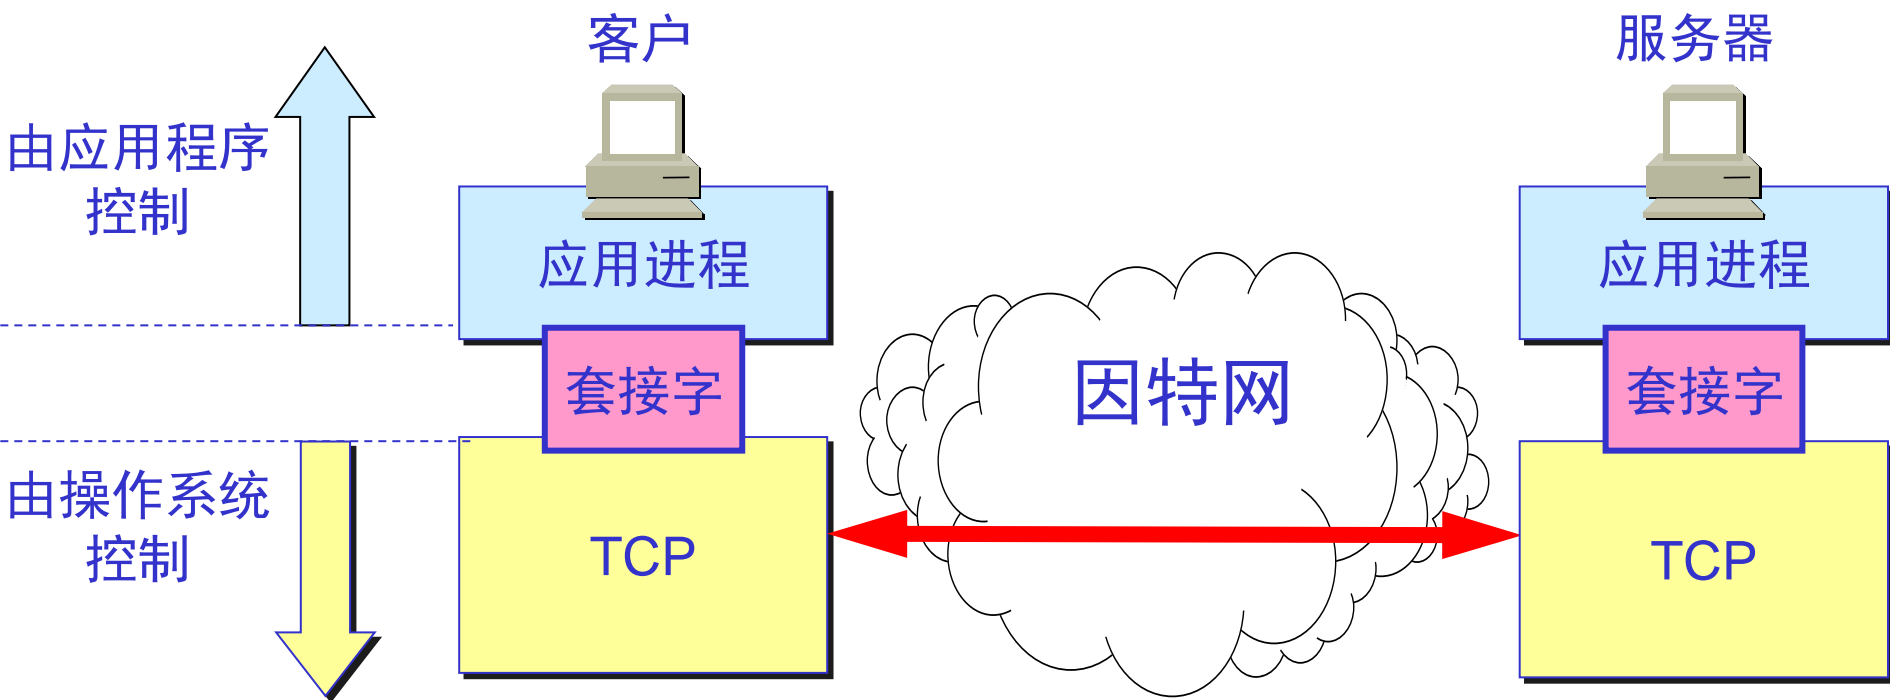 客户
服务器
由应用程序
控制
应用进程
应用进程
套接字
因特网
套接字
由操作系统
控制
TCP
TCP